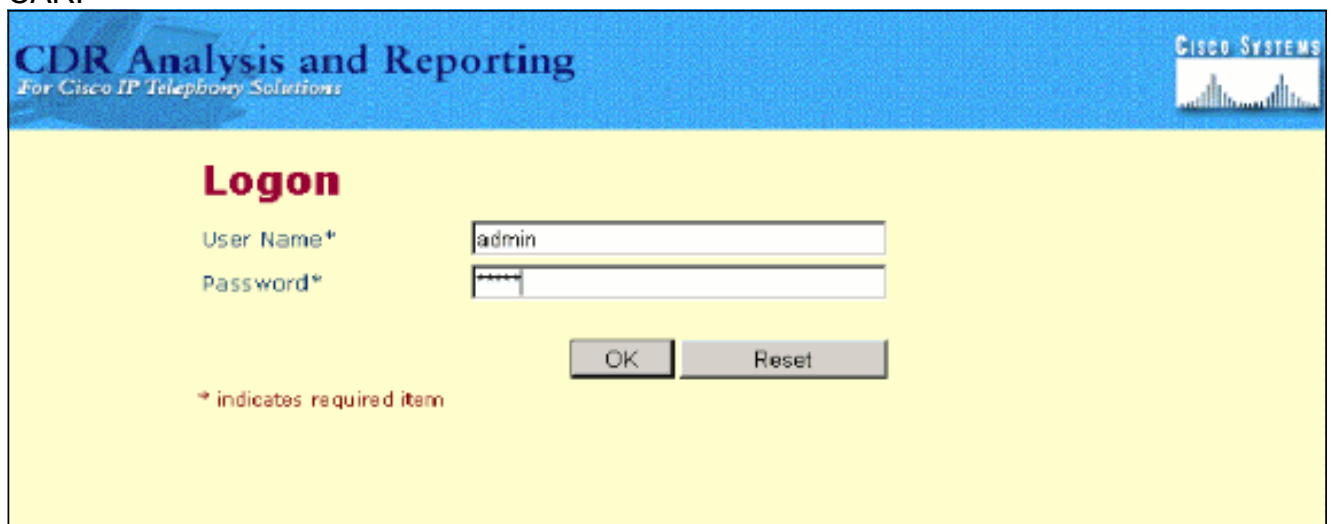 CDR Analysis and Reporting
For Cisco IP Telephony Solutions
CISCO SYSTEMS
Logon
User Name*
admin
Password*
*****
OK
Reset
* indicates required item